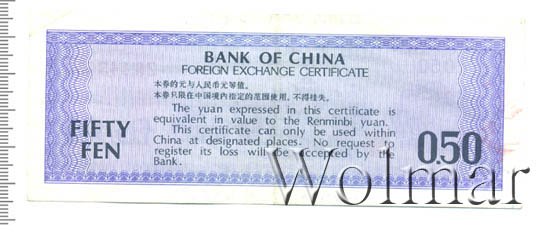 BANK OF CHINA
FOREIGN EXCHANGE CERTIFICATE
本券的元与人民币元等值。
本券只限在中国境内指定的范围使用，不得挂失。
The yuan expressed in this certificate is
equivalent in value to the Renminbi yuan.
This certificate can only be used within
China at designated places. No request to
register its loss will be accepted by the
Bank.
FIFTY
FEN
0.50
Wolmar